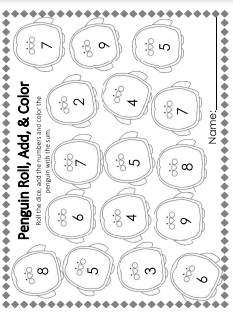 Penguin Roll, Add, & Color
Roll the dice, add the numbers and color the
penguin with the sum.
8 7
5 6 7 2 9
3 4 5 4 5
6 9 8 7
Name: